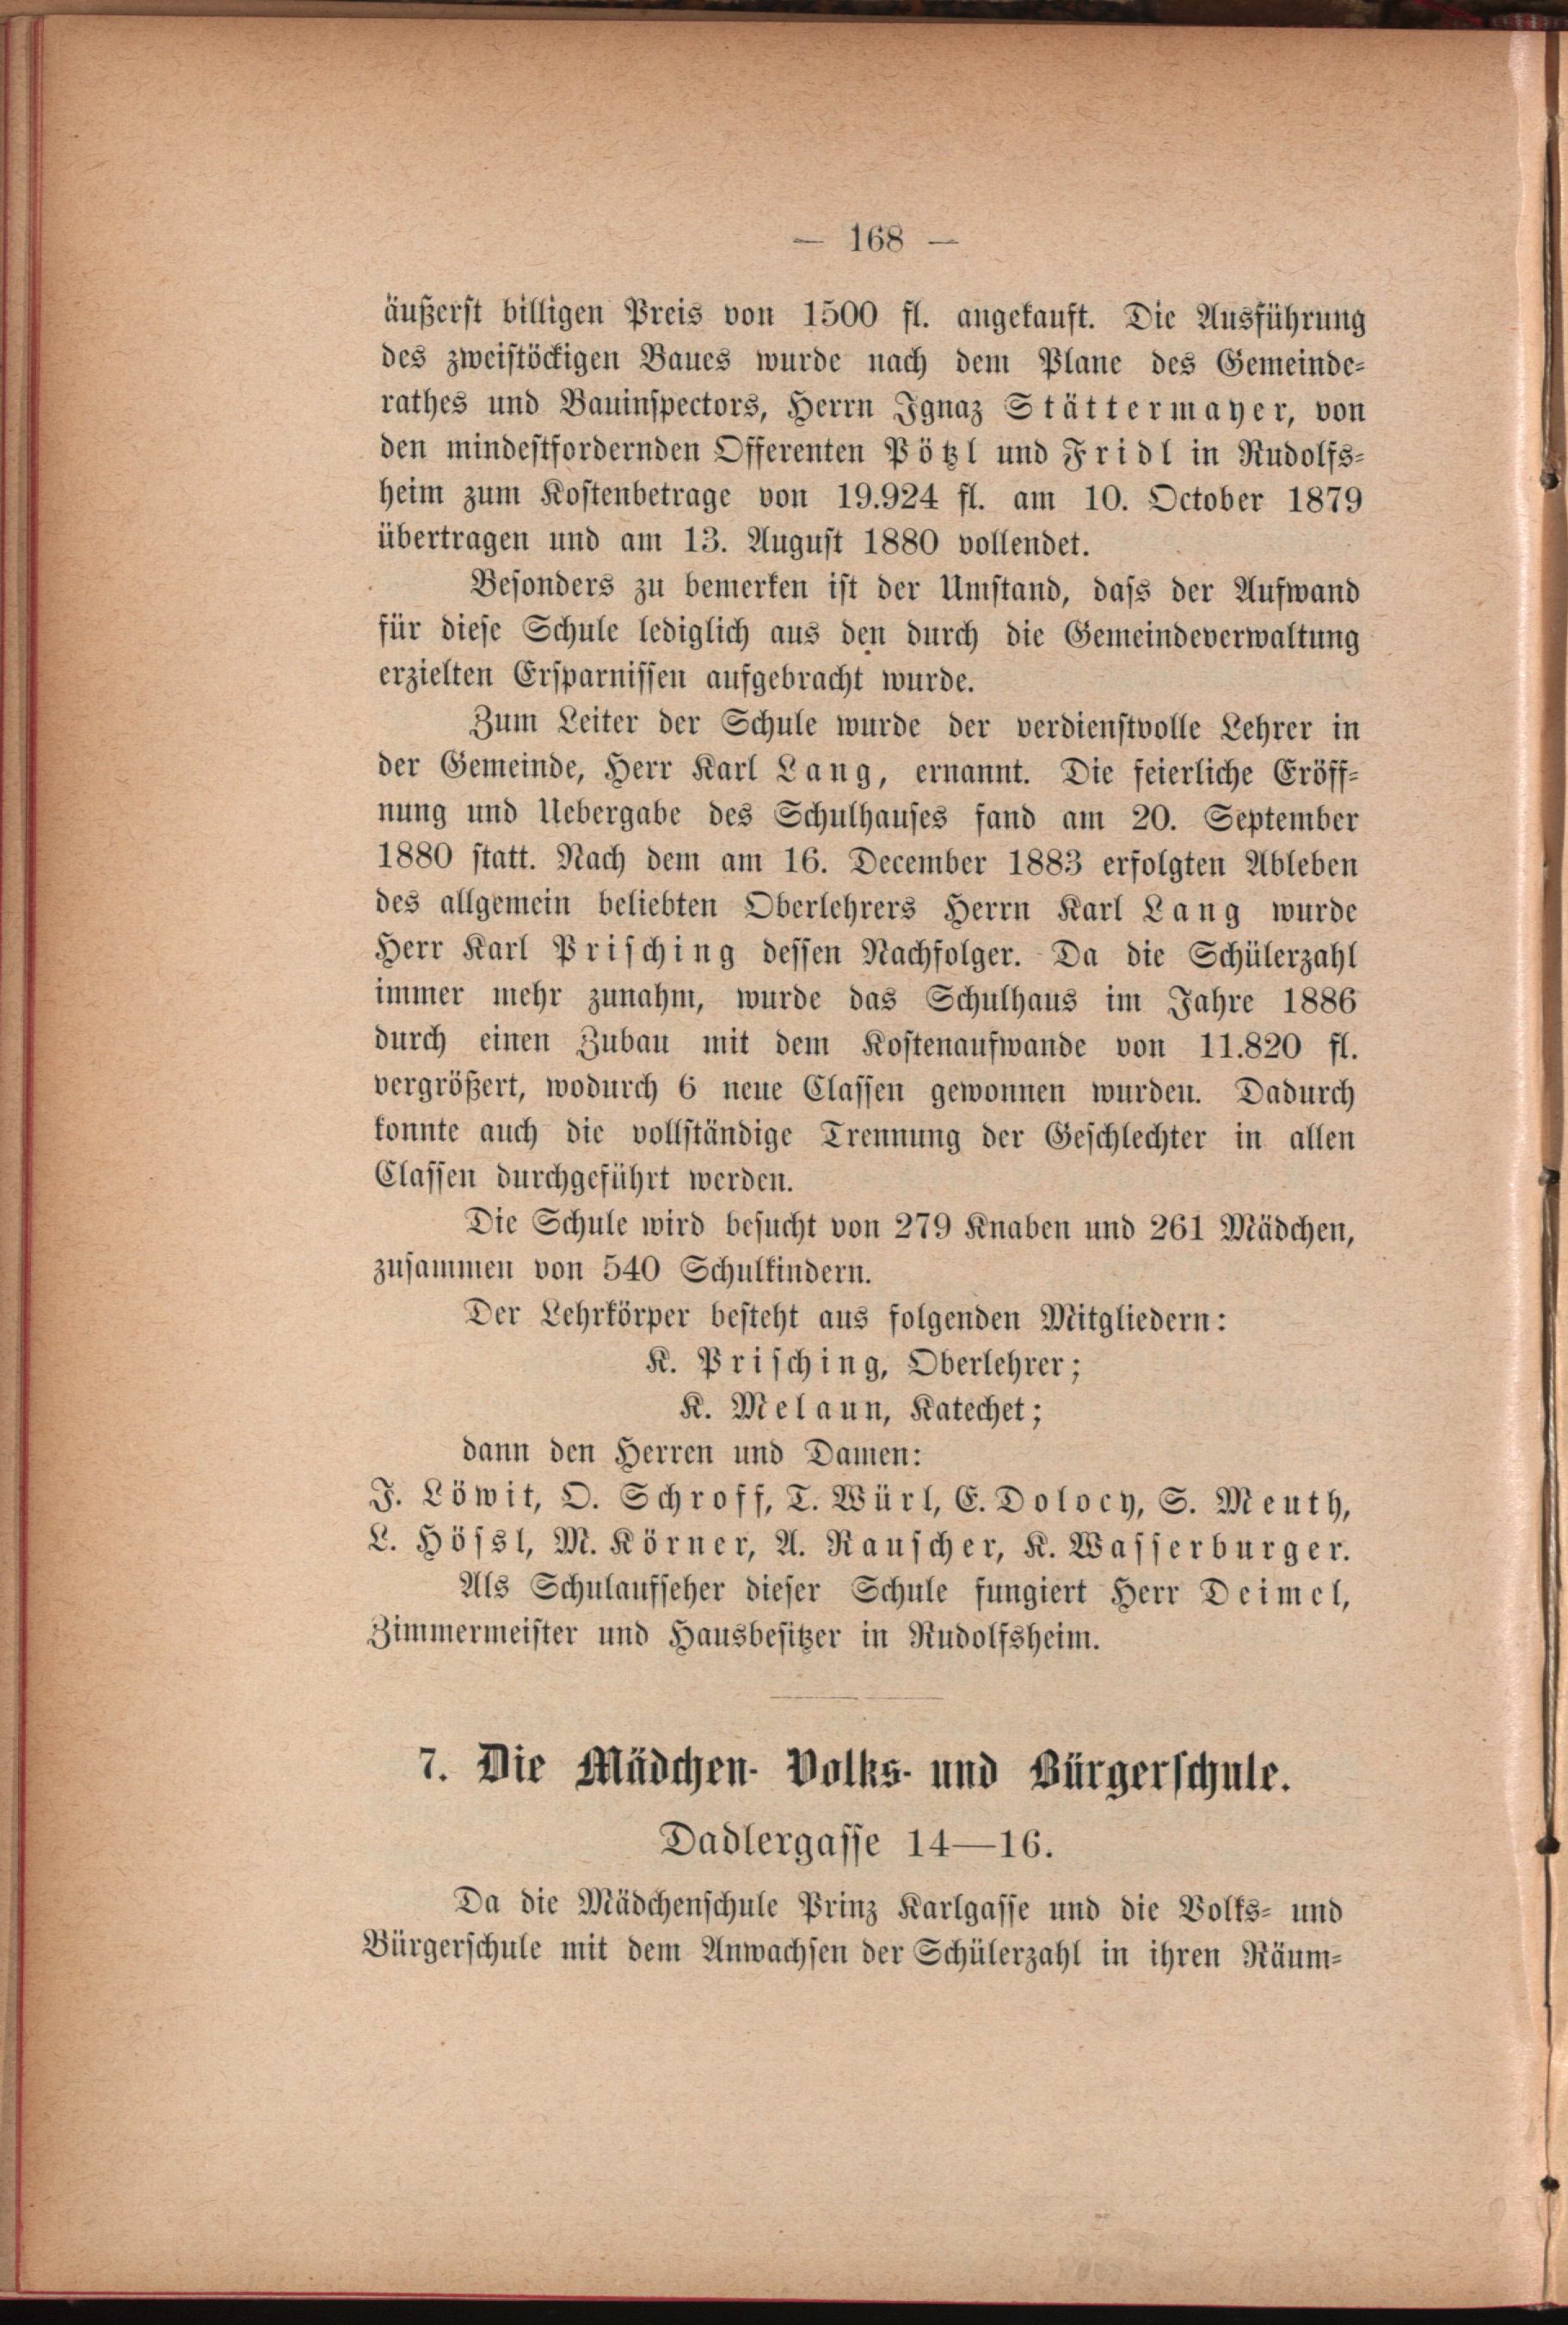 — 168 —
äußerst billigen Preis von 1500 fl. angekauft. Die Ausführung
des zweistöckigen Baues wurde nach dem Plane des Gemeinde-
rathes und Bauinspectors, Herrn Ignaz Stättermayer, von
den mindestfordernden Offerenten Pötzl und Fridl in Rudolfs-
heim zum Kostenbetrage von 19.924 fl. am 10. October 1879
übertragen und am 13. August 1880 vollendet.
Besonders zu bemerken ist der Umstand, dass der Aufwand
für diese Schule lediglich aus den durch die Gemeindeverwaltung
erzielten Ersparnissen aufgebracht wurde.
Zum Leiter der Schule wurde der verdienstvolle Lehrer in
der Gemeinde, Herr Karl Lang, ernannt. Die feierliche Eröff-
nung und Uebergabe des Schulhauses fand am 20. September
1880 statt. Nach dem am 16. December 1883 erfolgten Ableben
des allgemein beliebten Oberlehrers Herrn Karl Lang wurde
Herr Karl Prisching dessen Nachfolger. Da die Schülerzahl
immer mehr zunahm, wurde das Schulhaus im Jahre 1886
durch einen Zubau mit dem Kostenaufwande von 11.820 fl.
vergrößert, wodurch 6 neue Classen gewonnen wurden. Dadurch
konnte auch die vollständige Trennung der Geschlechter in allen
Classen durchgeführt werden.
Die Schule wird besucht von 279 Knaben und 261 Mädchen,
zusammen von 540 Schulkindern.
Der Lehrkörper besteht aus folgenden Mitgliedern:
K. Prisching, Oberlehrer;
K. Melaun, Katechet;
dann den Herren und Damen:
J. Löwit, O. Schroff, T. Würl, E. Dolocy, S. Meuth,
L. Hössl, M. Körner, A. Rauscher, K. Wasserburger.
Als Schulaufseher dieser Schule fungiert Herr Deimel,
Zimmermeister und Hausbesitzer in Rudolfsheim.
7. Die Mädchen- Volks- und Bürgerschule.
Dadlergasse 14—16.
Da die Mädchenschule Prinz Karlgasse und die Volks- und
Bürgerschule mit dem Anwachsen der Schülerzahl in ihren Räum-